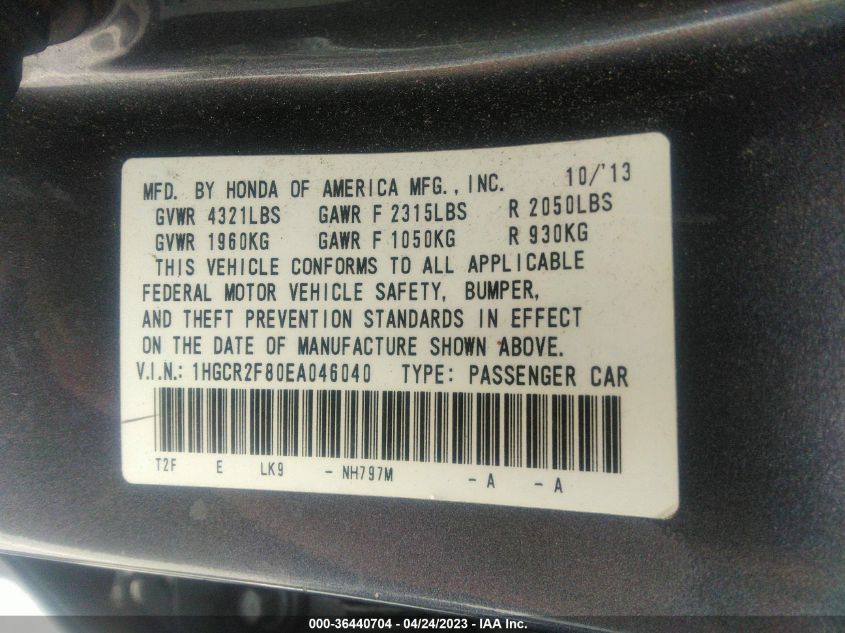 MFD. BY HONDA OF AMERICA MFG., INC. 10/'13
GVWR 4321LBS GAWR F 2315LBS R 2050LBS
GVWR 1960KG GAWR F 1050KG R 930KG
THIS VEHICLE CONFORMS TO ALL APPLICABLE
FEDERAL MOTOR VEHICLE SAFETY, BUMPER,
AND THEFT PREVENTION STANDARDS IN EFFECT
ON THE DATE OF MANUFACTURE SHOWN ABOVE.
V.I.N.: 1HGCR2F80EA046040 TYPE: PASSENGER CAR
T2F E LK9 - NH797M - A - A
000-36440704 - 04/24/2023 - IAA Inc.